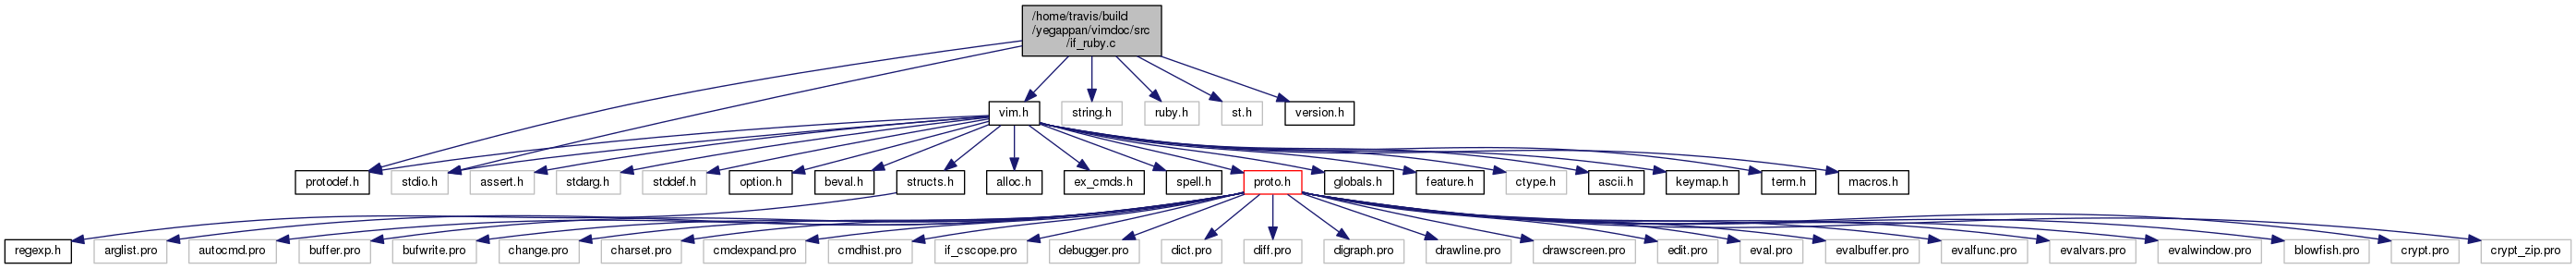 /home/travis/build
/yegappan/vimdoc/src
/if_ruby.c
vim.h
string.h
ruby.h
st.h
version.h
protodef.h
stdio.h
assert.h
stdarg.h
stddef.h
option.h
beval.h
structs.h
alloc.h
ex_cmds.h
spell.h
proto.h
globals.h
feature.h
ctype.h
ascii.h
keymap.h
term.h
macros.h
regexp.h
arglist.pro
autocmd.pro
buffer.pro
bufwrite.pro
change.pro
charset.pro
cmdexpand.pro
cmdhist.pro
if_cscope.pro
debugger.pro
dict.pro
diff.pro
digraph.pro
drawline.pro
drawscreen.pro
edit.pro
eval.pro
evalbuffer.pro
evalfunc.pro
evalvars.pro
evalwindow.pro
blowfish.pro
crypt.pro
crypt_zip.pro